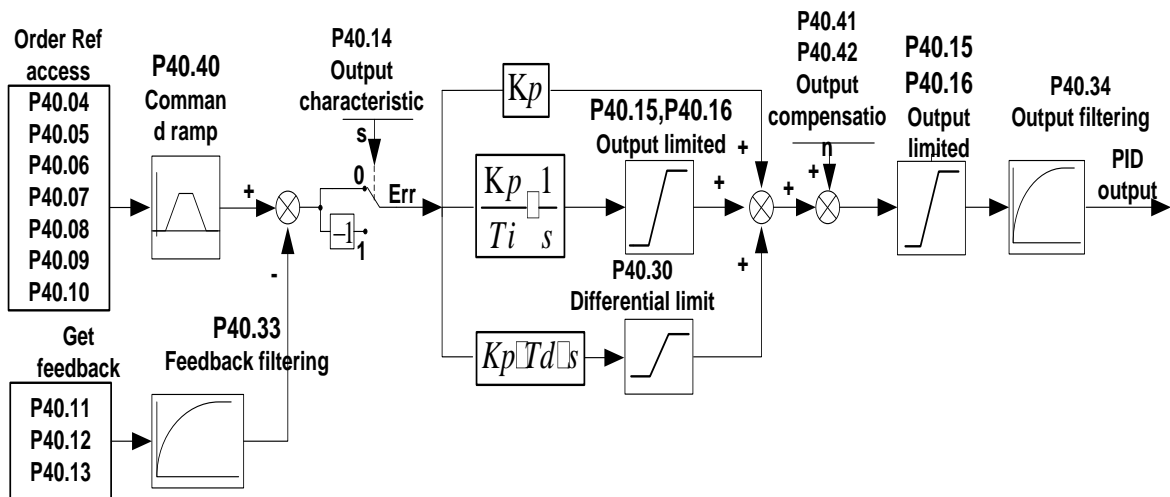 Order Ref
access
P40.04
P40.05
P40.06
P40.07
P40.08
P40.09
P40.10
P40.40
Comman
d ramp
Get
feedback
P40.11
P40.12
P40.13
P40.33
Feedback filtering
+
-
P40.14
Output
characteristic
s
0
−1
1
Err
Kp
Kp □ 1
Ti s
Kp□Td□s
P40.15,P40.16
Output limited
P40.30
Differential limit
+
+
+
+
P40.41
P40.42
Output
compensatio
n
+
P40.15
P40.16
Output
limited
P40.34
Output filtering
PID
output